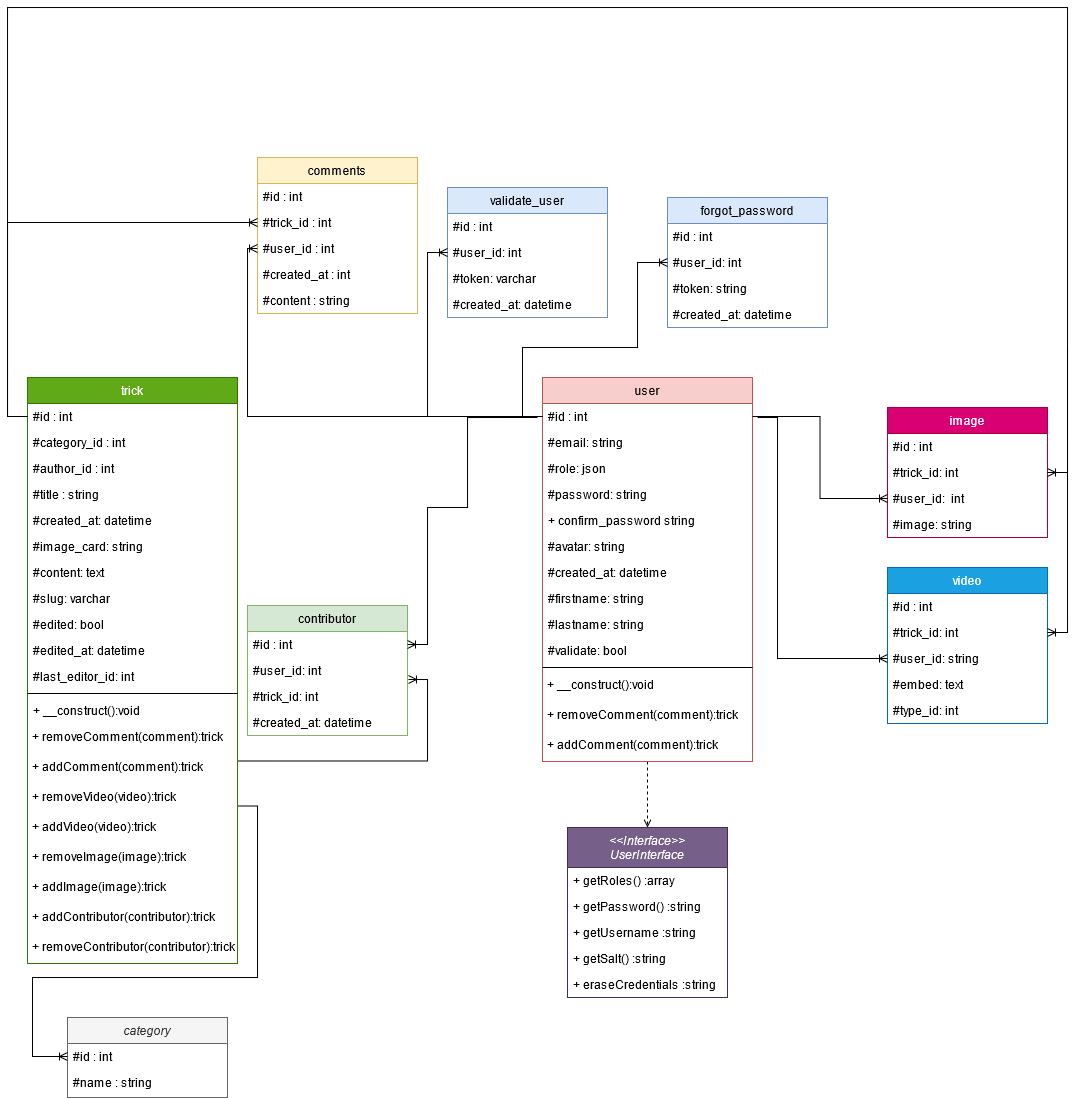 comments
#id : int
#trick_id : int
#user_id : int
#created_at : int
#content : string
validate_user
#id : int
#user_id: int
#token: varchar
#created_at: datetime
forgot_password
#id : int
#user_id: int
#token: string
#created_at: datetime
trick
#id : int
#category_id : int
#author_id : int
#title : string
#created_at: datetime
#image_card: string
#content: text
#slug: varchar
#edited: bool
#edited_at: datetime
#last_editor_id: int
+ __construct():void
+ removeComment(comment):trick
+ addComment(comment):trick
+ removeVideo(video):trick
+ addVideo(video):trick
+ removeImage(image):trick
+ addImage(image):trick
+ addContributor(contributor):trick
+ removeContributor(contributor):trick
contributor
#id : int
#user_id: int
#trick_id: int
#created_at: datetime
user
#id : int
#email: string
#role: json
#password: string
+ confirm_password string
#avatar: string
#created_at: datetime
#firstname: string
#lastname: string
#validate: bool
+ __construct():void
+ removeComment(comment):trick
+ addComment(comment):trick
image
#id : int
#trick_id: int
#user_id:  int
#image: string
video
#id : int
#trick_id: int
#user_id: string
#embed: text
#type_id: int
<<Interface>>
UserInterface
+ getRoles() :array
+ getPassword() :string
+ getUsername :string
+ getSalt() :string
+ eraseCredentials :string
category
#id : int
#name : string